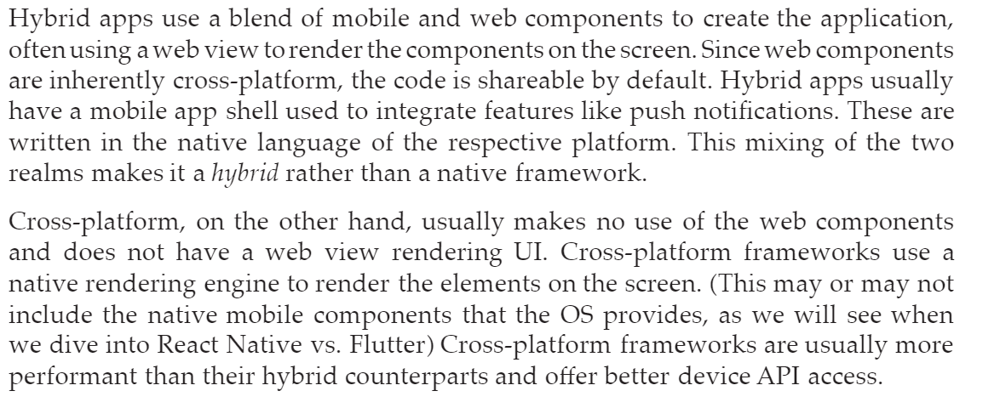 Hybrid apps use a blend of mobile and web components to create the application,
often using a web view to render the components on the screen. Since web components
are inherently cross-platform, the code is shareable by default. Hybrid apps usually
have a mobile app shell used to integrate features like push notifications. These are
written in the native language of the respective platform. This mixing of the two
realms makes it a hybrid rather than a native framework.
Cross-platform, on the other hand, usually makes no use of the web components
and does not have a web view rendering UI. Cross-platform frameworks use a
native rendering engine to render the elements on the screen. (This may or may not
include the native mobile components that the OS provides, as we will see when
we dive into React Native vs. Flutter) Cross-platform frameworks are usually more
performant than their hybrid counterparts and offer better device API access.